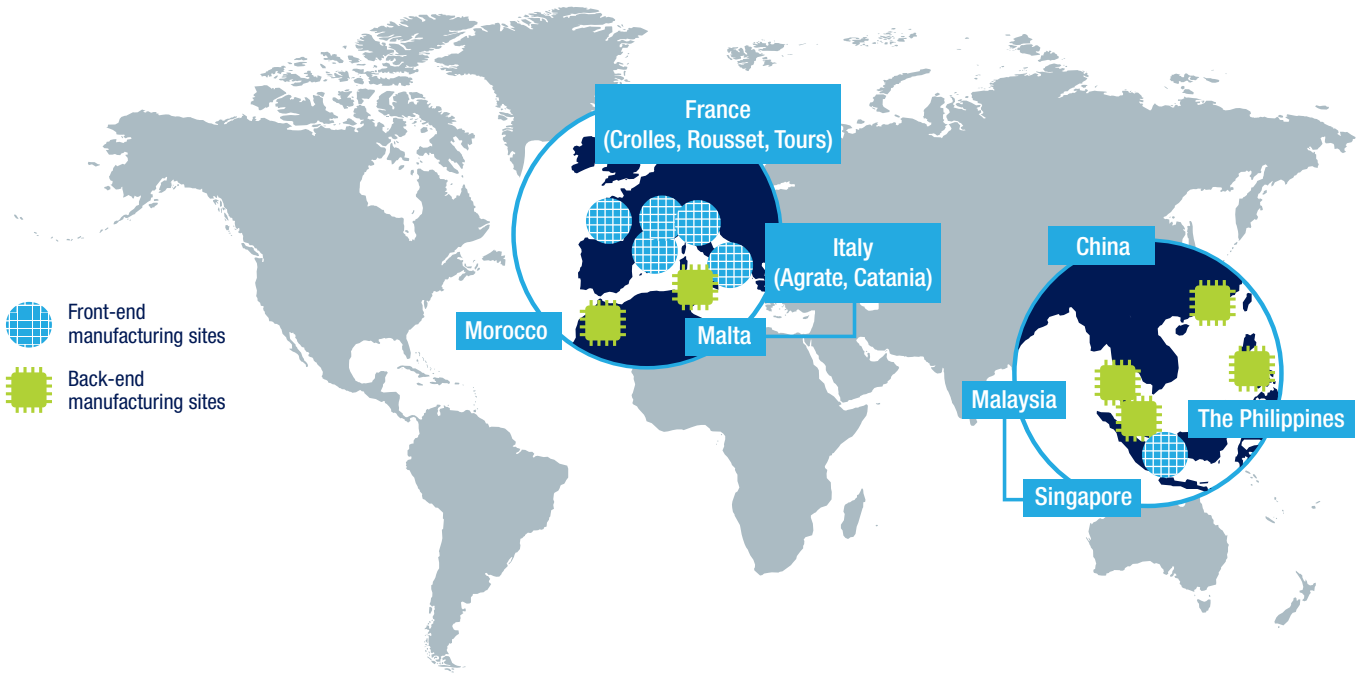 France
(Crolles, Rousset, Tours)
Italy
(Agrate, Catania)
China
Front-end
manufacturing sites
Morocco
Malta
Back-end
manufacturing sites
Malaysia
The Philippines
Singapore